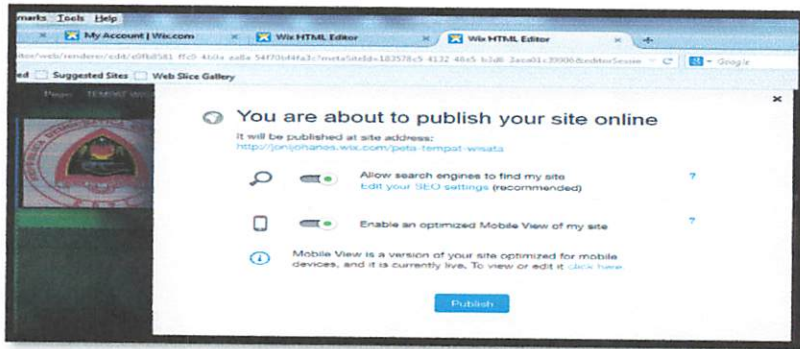 marks Tools Help
My Account | Wix.com
Wix HTML Editor
Wix HTML Editor
Google
ed Suggested Sites Web Slice Gallery
Page: TEMPAT
You are about to publish your site online
It will be published at site address:
http://jonijohanes.wix.com/peta-tempat-wisata
Allow search engines to find my site
?
Edit your SEO settings (recommended)
Enable an optimized Mobile View of my site
?
Mobile View is a version of your site optimized for mobile
devices, and it is currently live. To view or edit it click here
Publish